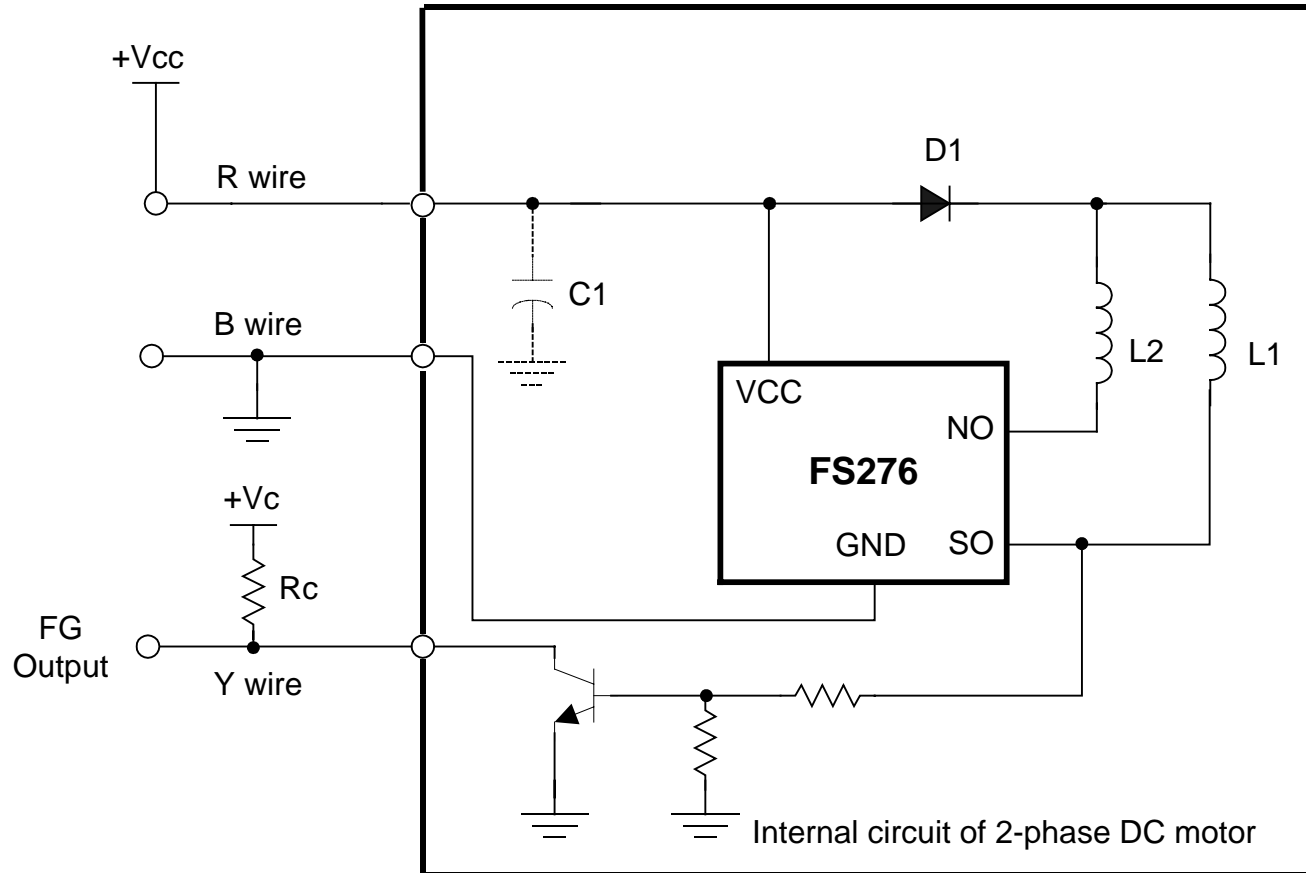 +Vcc
D1
R wire
C1
B wire
L2
L1
VCC
NO
FS276
+Vc
GND
SO
Rc
FG
Output
Y wire
Internal circuit of 2-phase DC motor